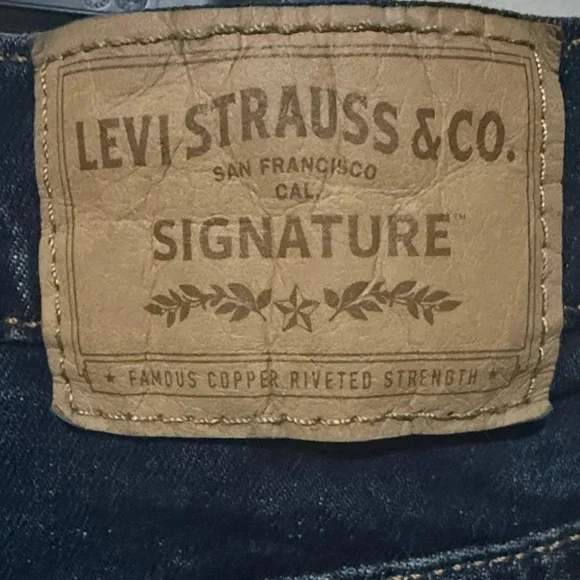 LEVI STRAUSS & CO.
SAN FRANCISCO
CAL.
SIGNATURE™
★ FAMOUS COPPER RIVETED STRENGTH ★